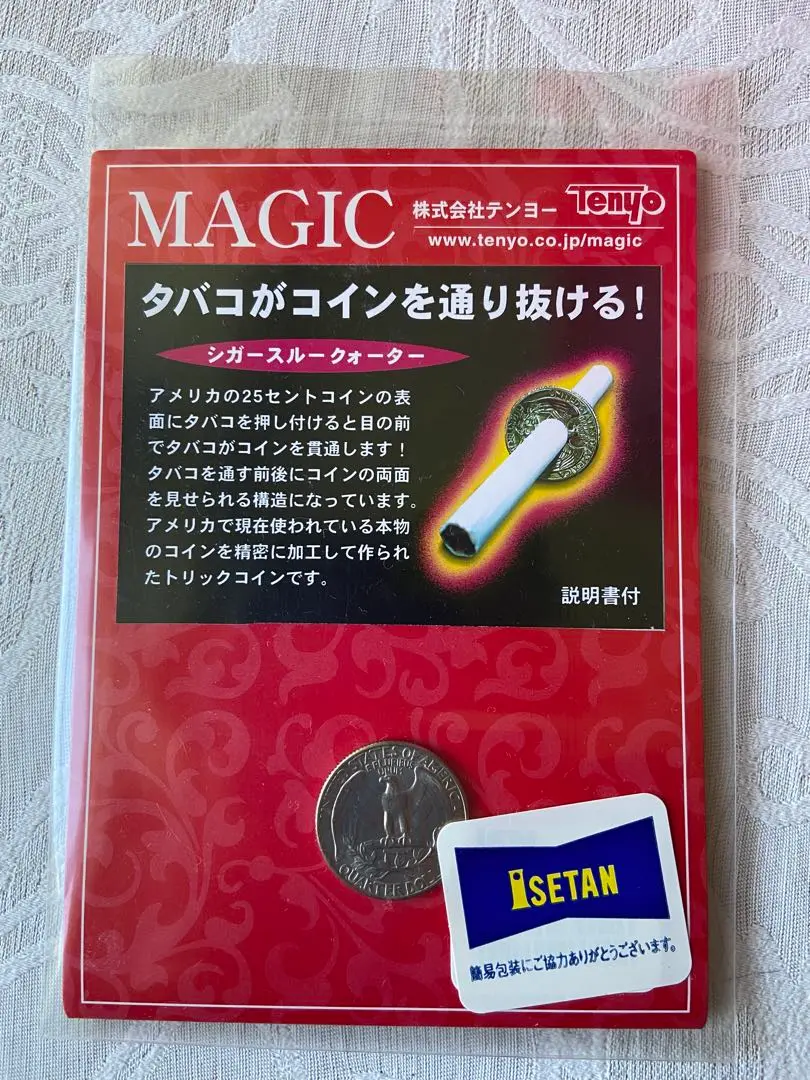 MAGIC 株式会社テンヨー Tenyo
www.tenyo.co.jp/magic
タバコがコインを通り抜ける!
シガースルークォーター
アメリカの25セントコインの表
面にタバコを押し付けると目の前
でタバコがコインを貫通します!
タバコを通す前後にコインの両面
を見せられる構造になっています。
アメリカで現在使われている本物
のコインを精密に加工して作られ
たトリックコインです。
説明書付
UNITED STATES OF AMERICA
E PLURIBUS
UNUM
QUARTER DOL
ISETAN
簡易包装にご協力ありがとうございます。